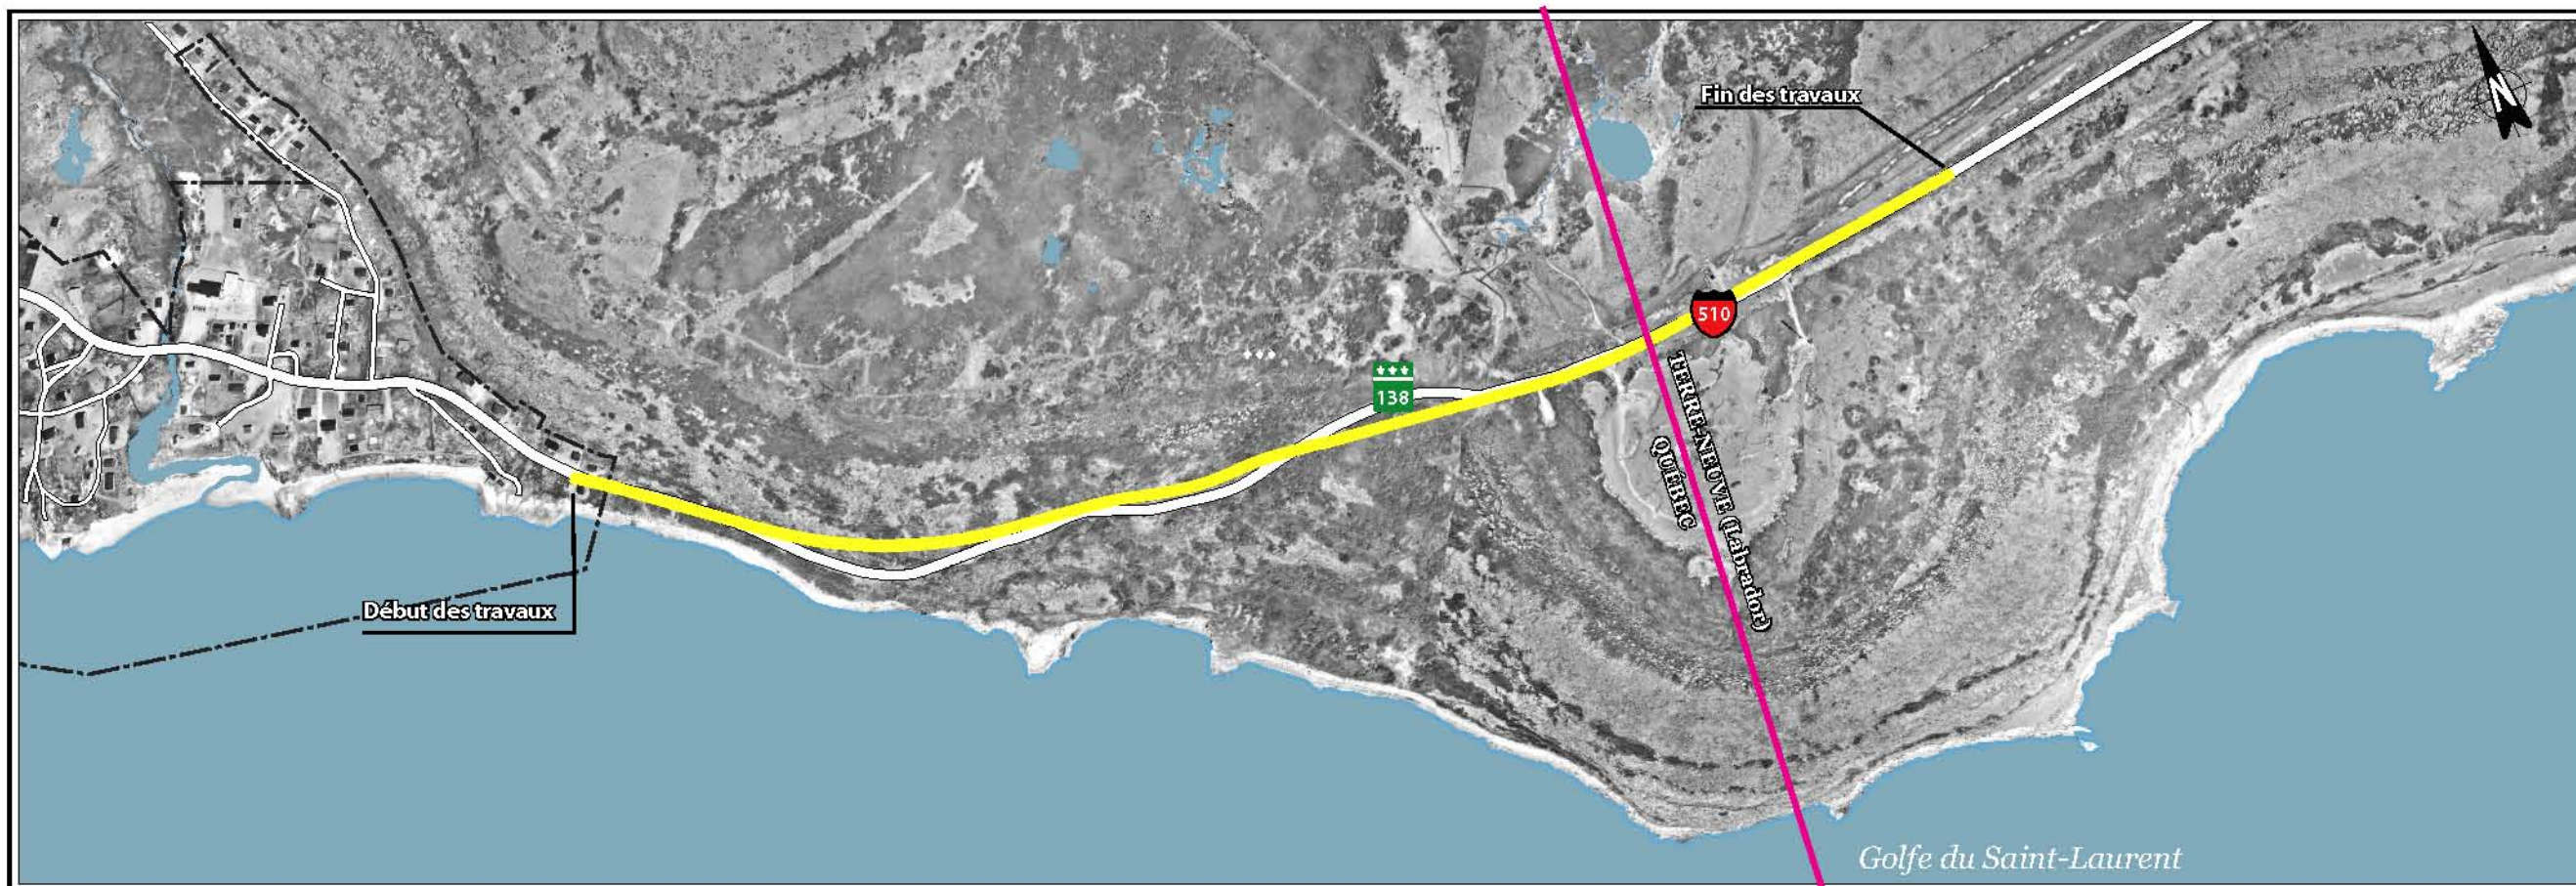 Fin des travaux
N
510
138
TERRE-NEUVE (Labrador)
QUÉBEC
Début des travaux
Golfe du Saint-Laurent